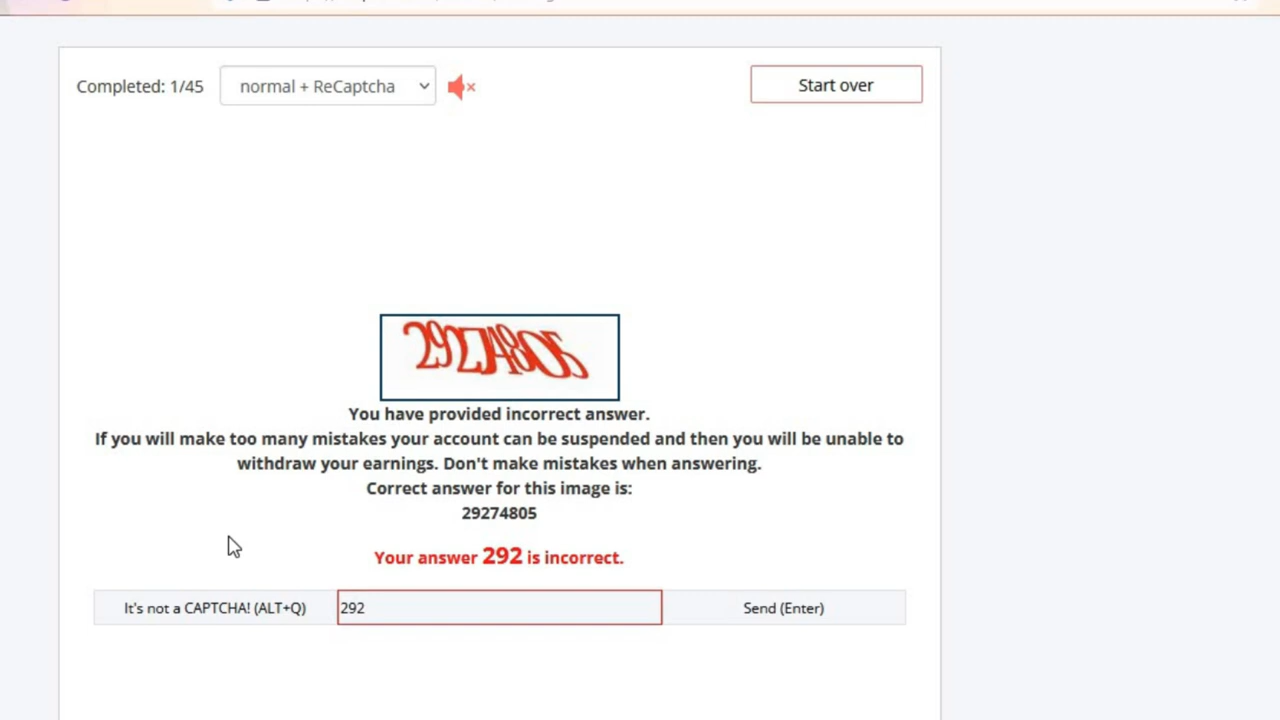 Completed: 1/45
normal + ReCaptcha
Start over
29274805
You have provided incorrect answer.
If you will make too many mistakes your account can be suspended and then you will be unable to
withdraw your earnings. Don't make mistakes when answering.
Correct answer for this image is:
29274805
Your answer 292 is incorrect.
It's not a CAPTCHA! (ALT+Q)
292
Send (Enter)